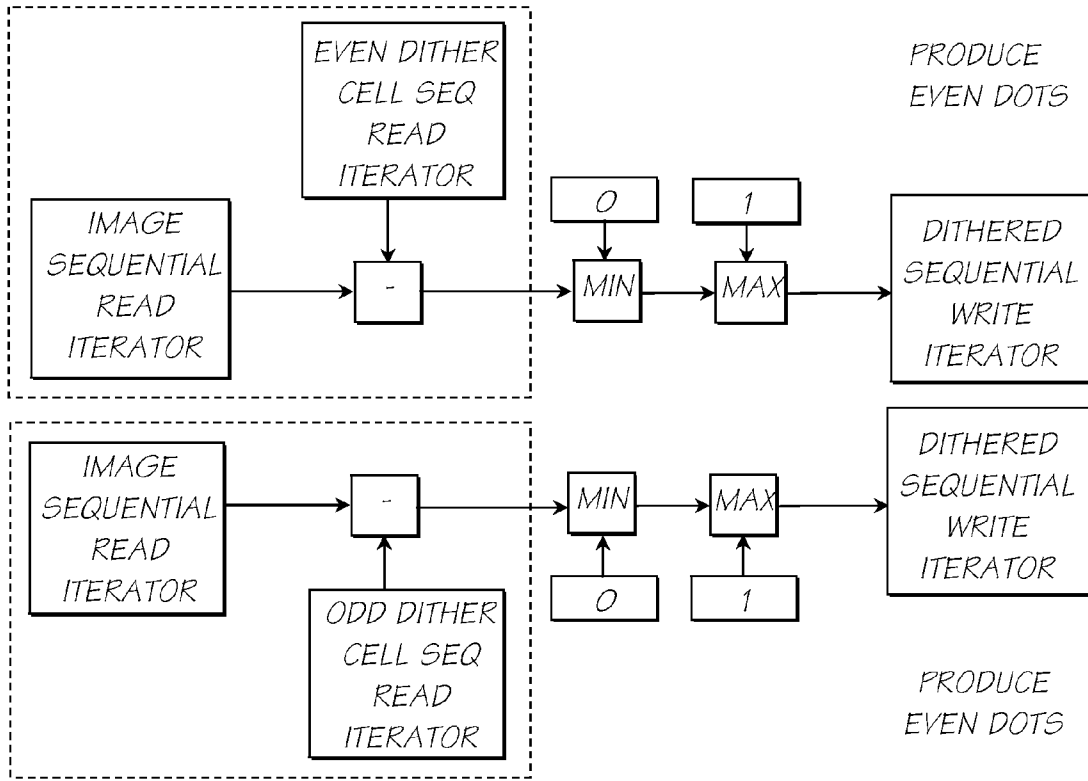 EVEN DITHER
CELL SEQ
READ
ITERATOR
PRODUCE
EVEN DOTS
IMAGE
SEQUENTIAL
READ
ITERATOR
-
0
MIN
1
MAX
DITHERED
SEQUENTIAL
WRITE
ITERATOR
IMAGE
SEQUENTIAL
READ
ITERATOR
-
MIN
0
MAX
1
DITHERED
SEQUENTIAL
WRITE
ITERATOR
ODD DITHER
CELL SEQ
READ
ITERATOR
PRODUCE
EVEN DOTS